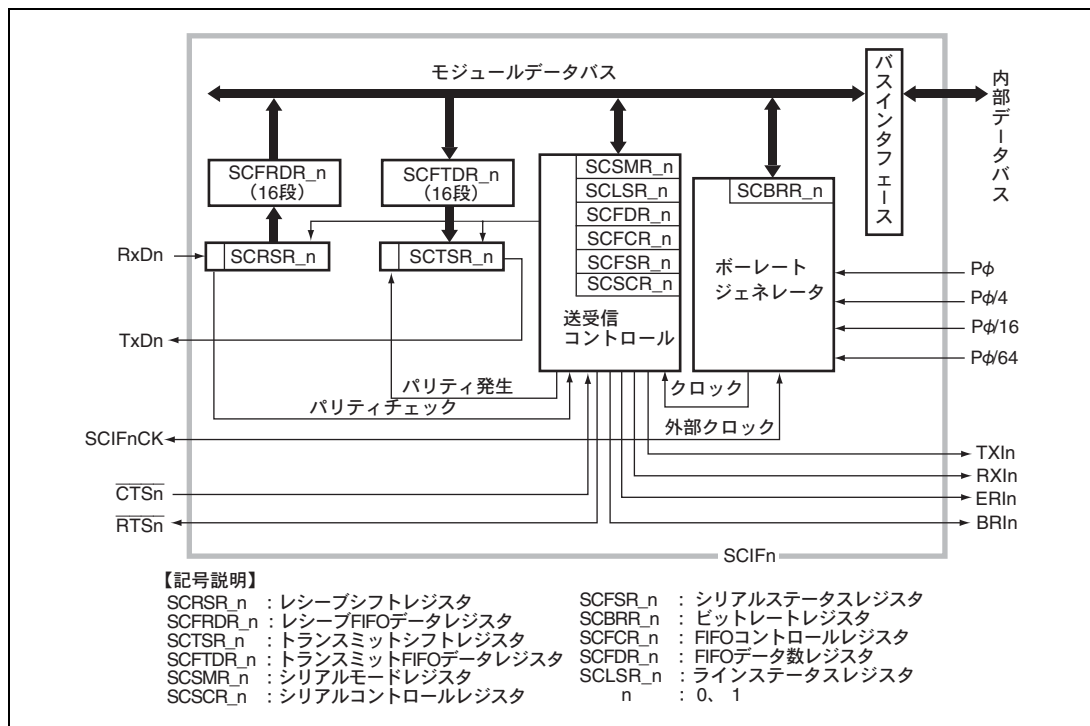 モジュールデータバス
バスインタフェース
内部データバス
SCFRDR_n
（16段）
SCFTDR_n
（16段）
SCSMR_n
SCLSR_n
SCFDR_n
SCFCR_n
SCFSR_n
SCSCR_n
SCBRR_n
RxDn
SCRSR_n
SCTSR_n
ボーレート
ジェネレータ
Pφ
Pφ/4
Pφ/16
Pφ/64
送受信
コントロール
TxDn
パリティ発生
パリティチェック
クロック
外部クロック
SCIFnCK
TXIn
RXIn
ERIn
BRIn
CTSn
RTSn
SCIFn
【記号説明】
SCRSR_n ：レシーブシフトレジスタ
SCFRDR_n ：レシーブFIFOデータレジスタ
SCTSR_n ：トランスミットシフトレジスタ
SCFTDR_n ：トランスミットFIFOデータレジスタ
SCSMR_n ：シリアルモードレジスタ
SCSCR_n ：シリアルコントロールレジスタ
SCFSR_n ：シリアルステータスレジスタ
SCBRR_n ：ビットレートレジスタ
SCFCR_n ：FIFOコントロールレジスタ
SCFDR_n ：FIFOデータ数レジスタ
SCLSR_n ：ラインステータスレジスタ
n ：0、1